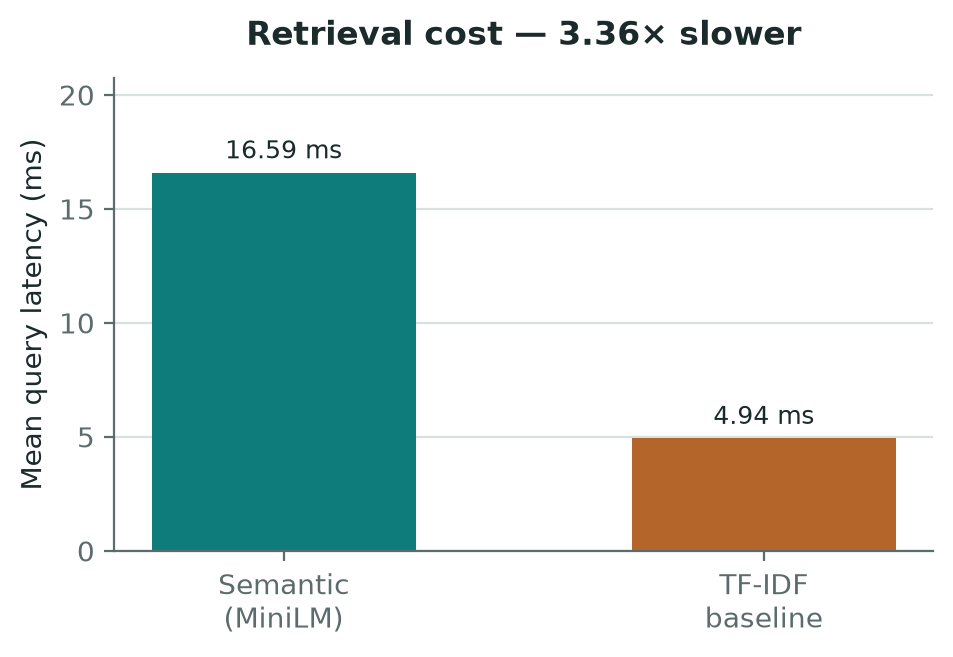 Retrieval cost — 3.36× slower
Mean query latency (ms)
20
15
10
5
0
16.59 ms
4.94 ms
Semantic
(MiniLM)
TF-IDF
baseline